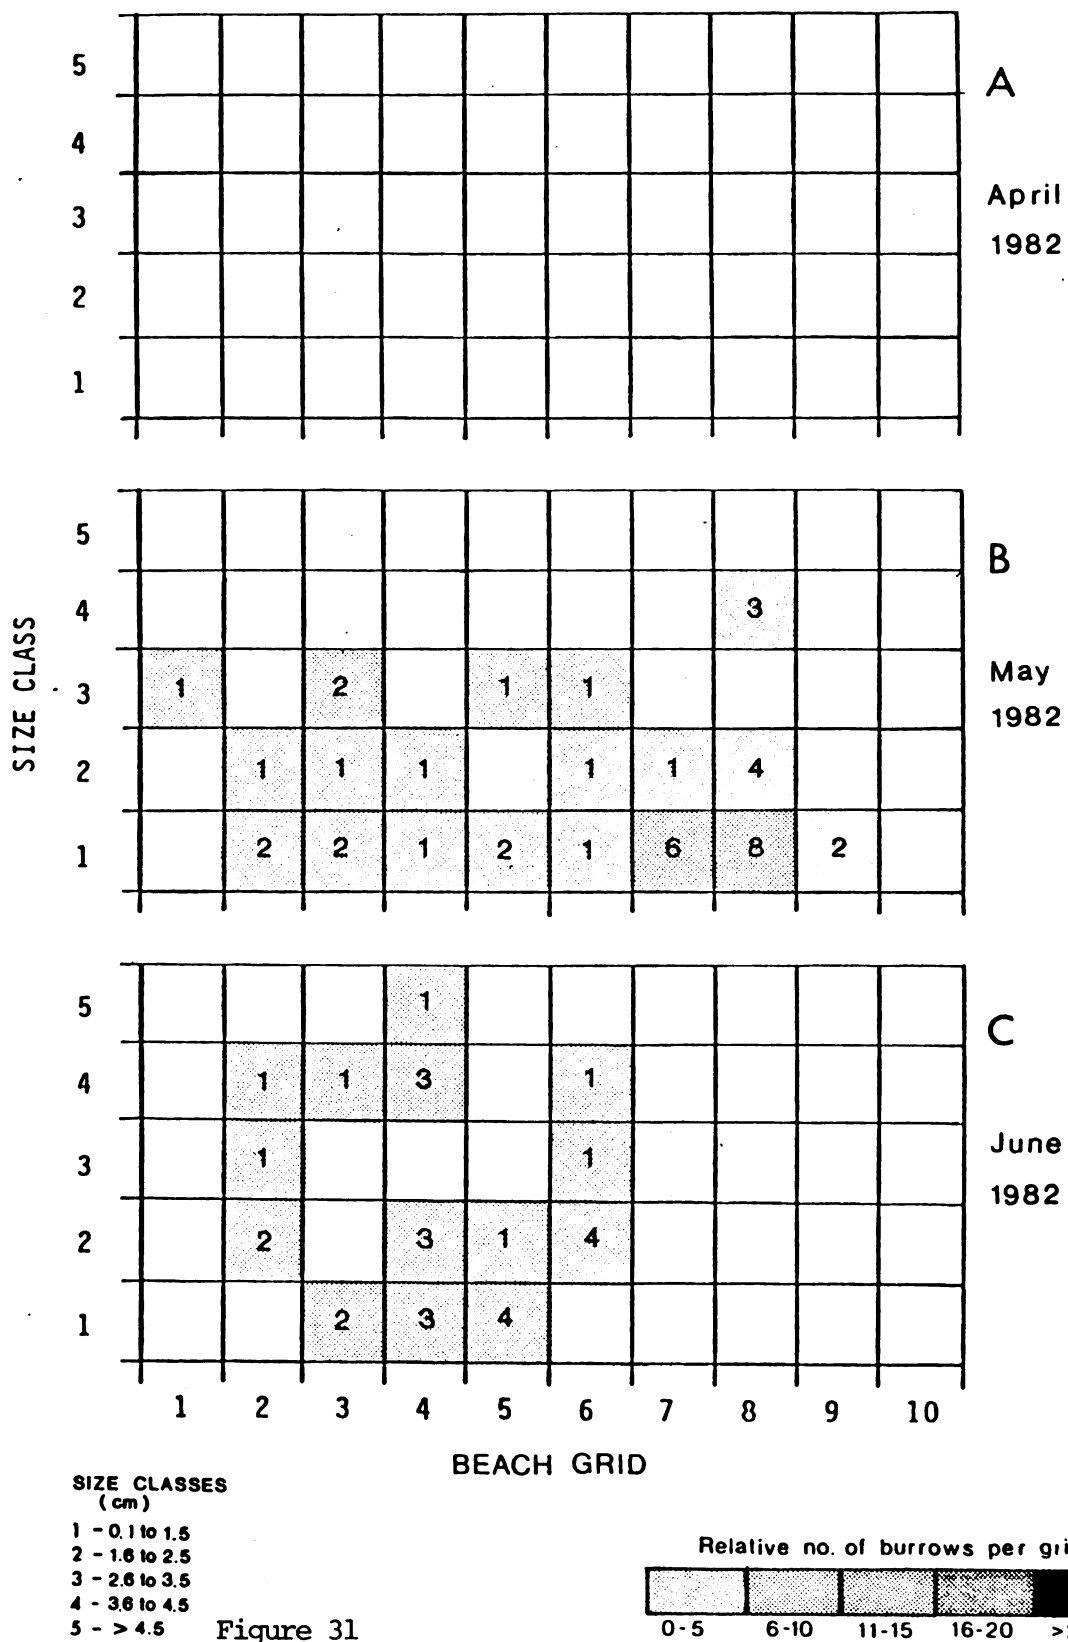 5
A
4
April
3
1982
2
1
SIZE CLASS
5
B
4 3
May
3 1 2 1 1
1982
2 1 1 1 1 1 4
1 2 2 1 2 1 6 8 2
5 1
C
4 1 1 3 1
June
3 1 1
1982
2 2 3 1 4
1 2 3 4
1 2 3 4 5 6 7 8 9 10
BEACH GRID
SIZE CLASSES
(cm)
1 - 0.1 to 1.5
2 - 1.6 to 2.5
3 - 2.6 to 3.5
4 - 3.6 to 4.5
5 - > 4.5
Figure 31
Relative no. of burrows per gri
0-5 6-10 11-15 16-20 >